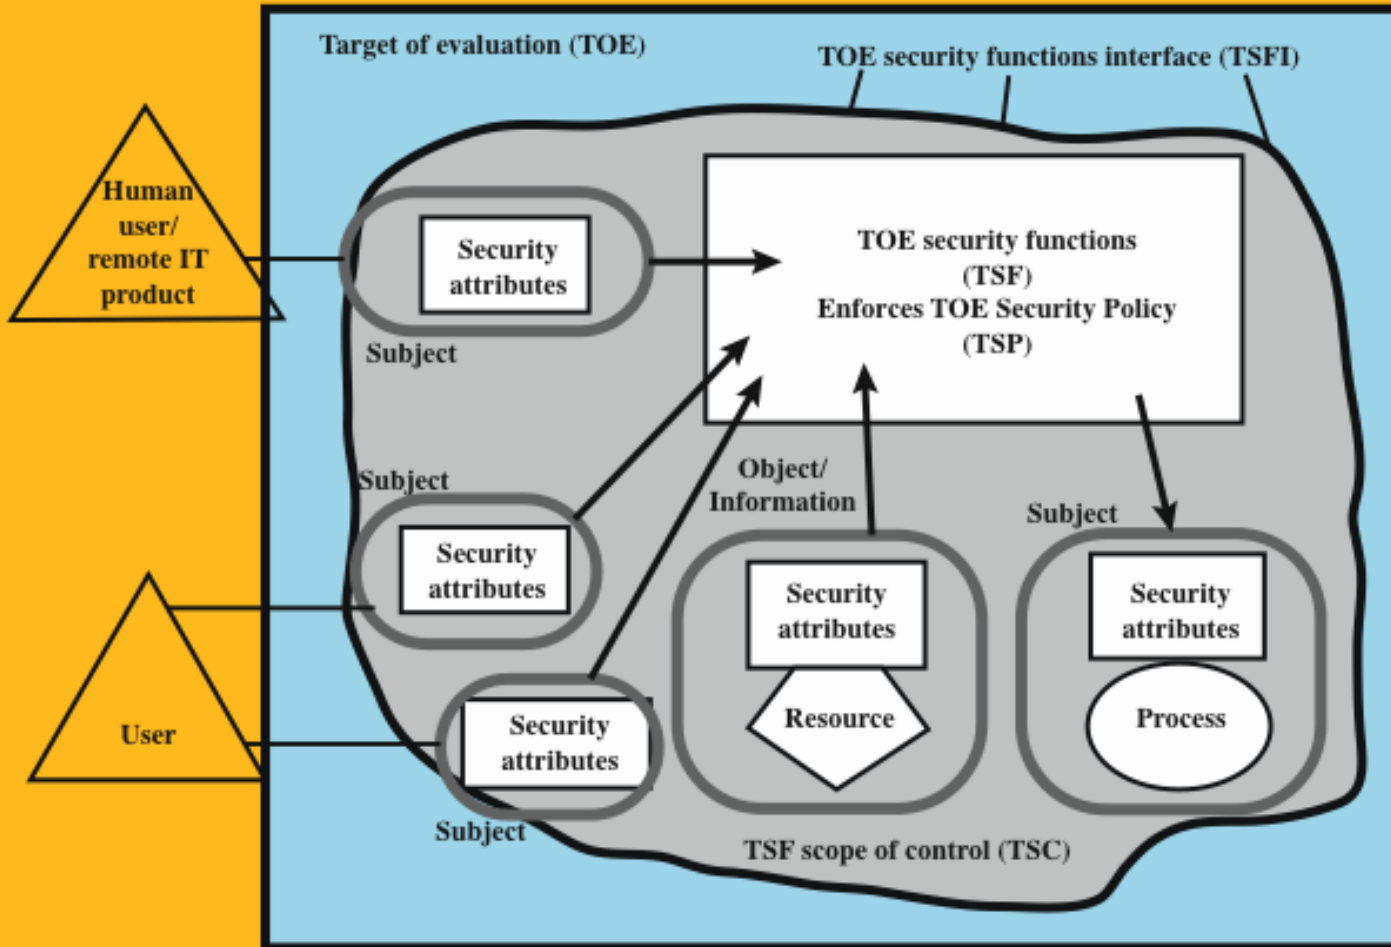 Target of evaluation (TOE)
TOE security functions interface (TSFI)
Human
user/
remote IT
product
Security
attributes
Subject
TOE security functions
(TSF)
Enforces TOE Security Policy
(TSP)
Subject
Security
attributes
User
Security
attributes
Subject
Object/
Information
Security
attributes
Resource
Subject
Security
attributes
Process
TSF scope of control (TSC)